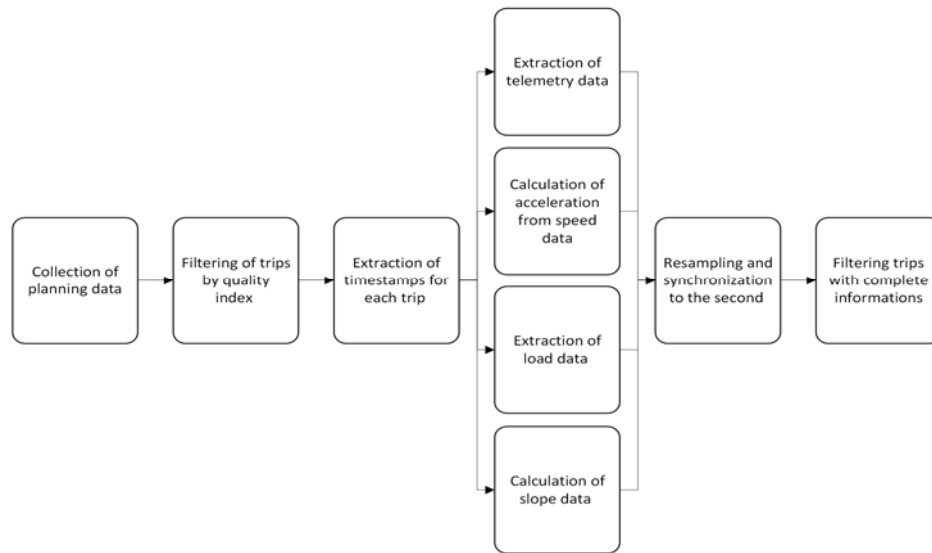 Collection of
planning data
Filtering of trips
by quality
index
Extraction of
timestamps for
each trip
Extraction of
telemetry data
Calculation of
acceleration
from speed
data
Extraction of
load data
Calculation of
slope data
Resampling and
synchronization
to the second
Filtering trips
with complete
informations